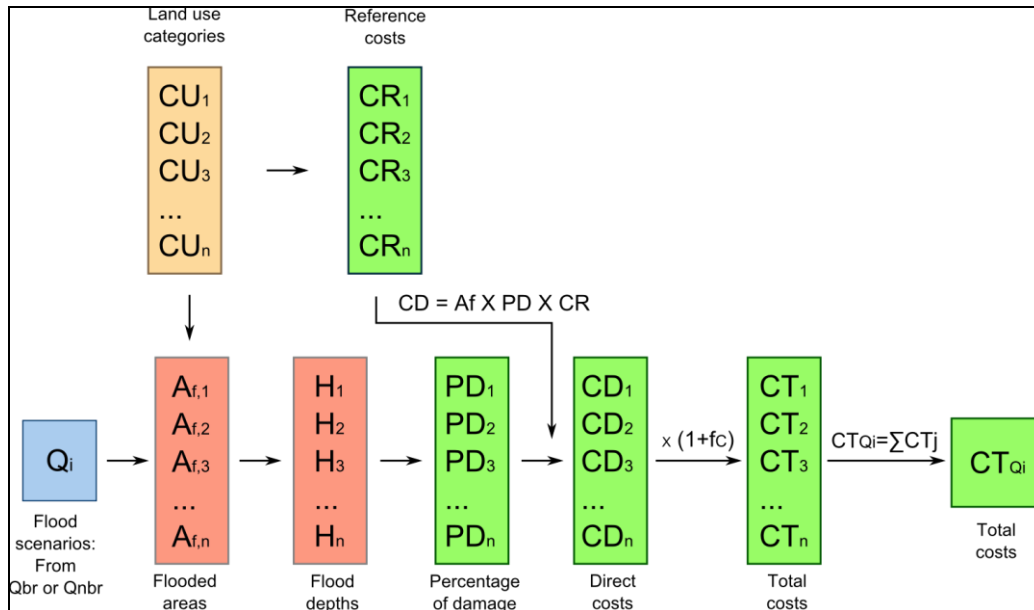 Land use
categories
Reference
costs
CU1
CU2
CU3
...
CUn
CR1
CR2
CR3
...
CRn
CD = Af X PD X CR
Qi
Flood
scenarios:
From
Qbr or Qnbr
Af,1
Af,2
Af,3
...
Af,n
Flooded
areas
H1
H2
H3
...
Hn
Flood
depths
PD1
PD2
PD3
...
PDn
Percentage
of damage
CD1
CD2
CD3
...
CDn
Direct
costs
x (1+fC)
CT1
CT2
CT3
...
CTn
Total
costs
CTQi=∑CTj
CTQi
Total
costs